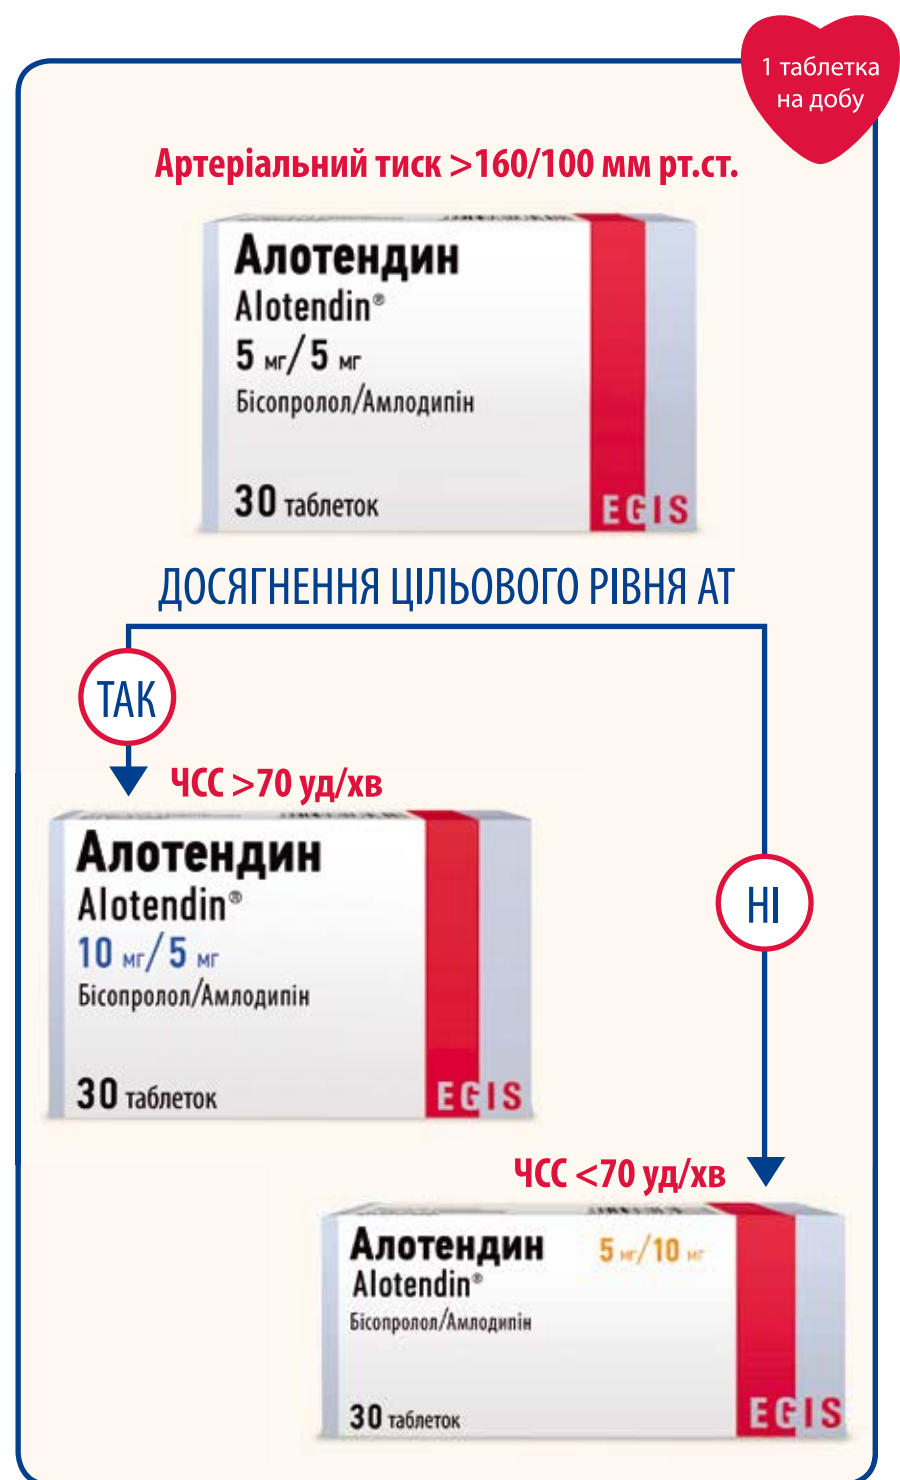 1 таблетка
на добу
Артеріальний тиск >160/100 мм рт.ст.
Алотендин
Alotendin®
5 мг/5 мг
Бісопролол/Амлодипін
30 таблеток
EGIS
ДОСЯГНЕННЯ ЦІЛЬОВОГО РІВНЯ АТ
ТАК
ЧСС >70 уд/хв
Алотендин
Alotendin®
10 мг/5 мг
Бісопролол/Амлодипін
30 таблеток
EGIS
НІ
ЧСС <70 уд/хв
Алотендин 5 мг/10 мг
Alotendin®
Бісопролол/Амлодипін
30 таблеток
EGIS